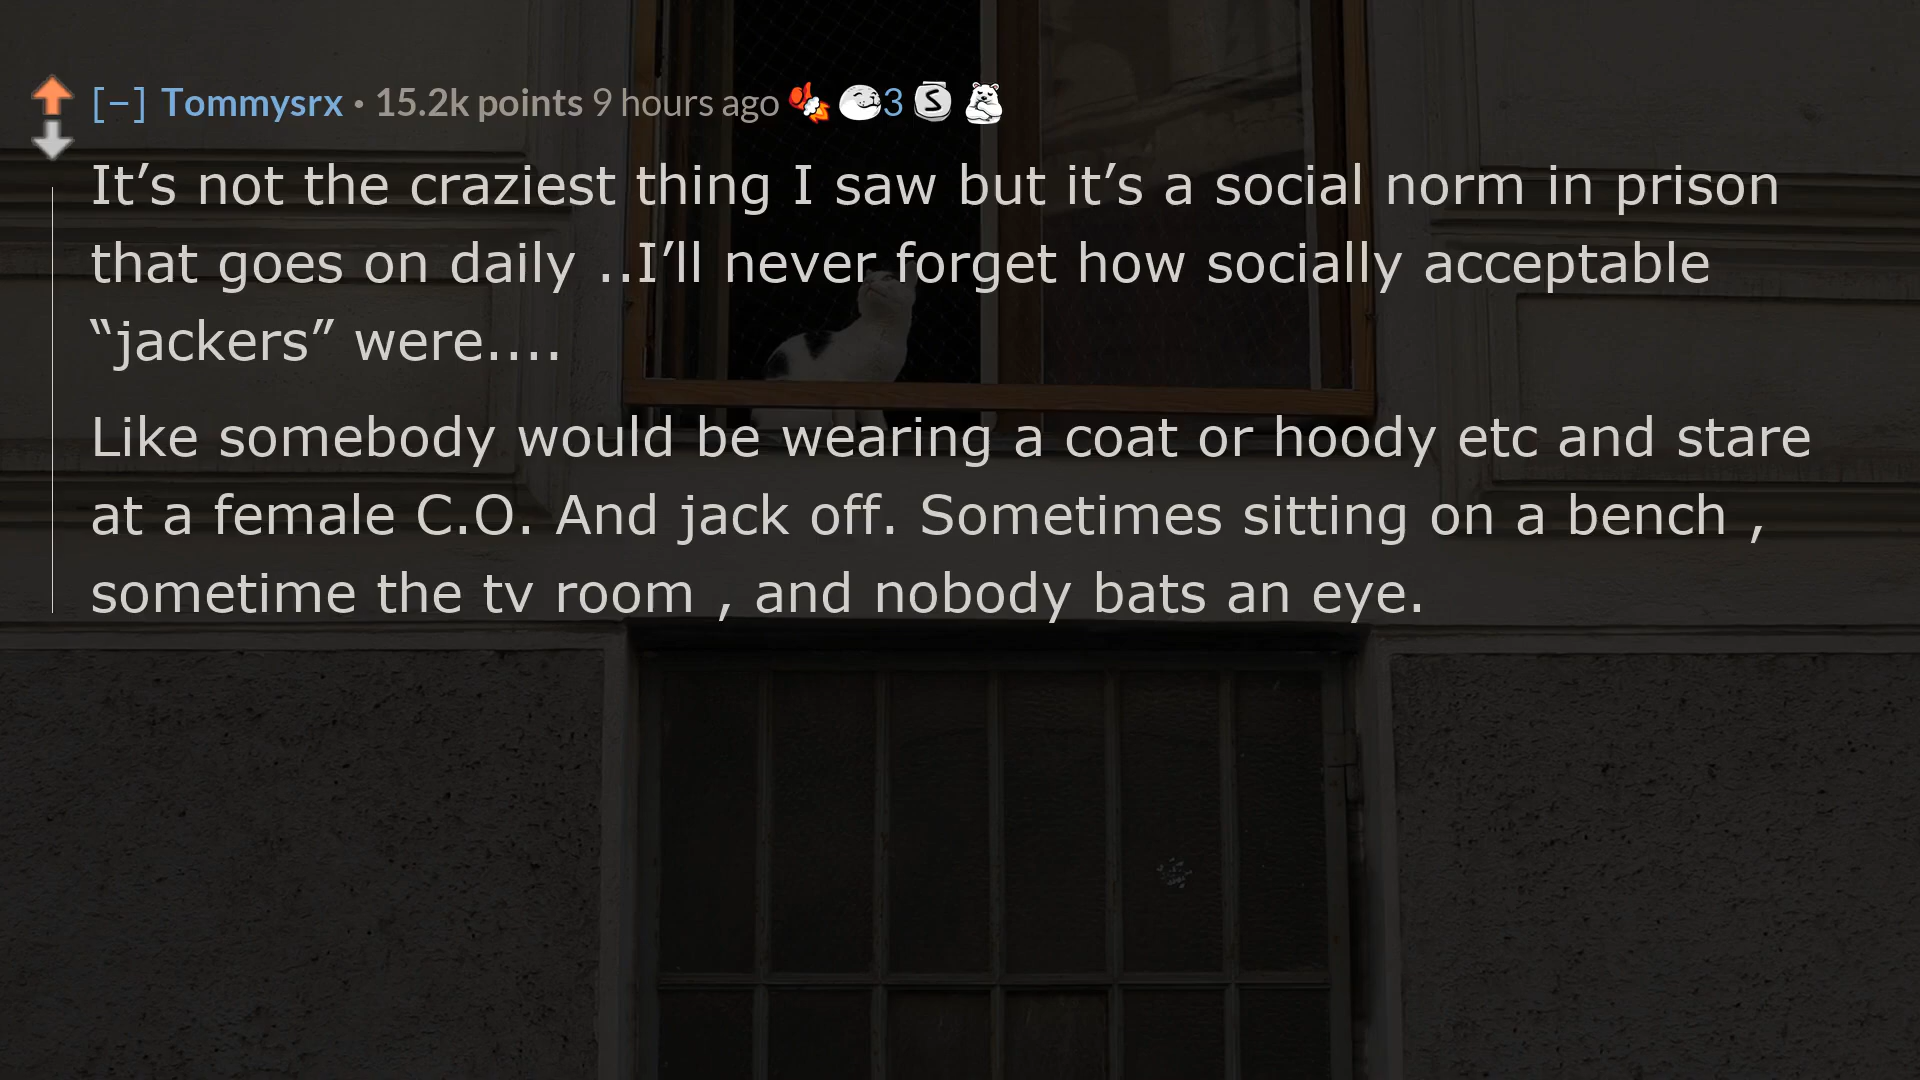 [−] Tommysrx · 15.2k points 9 hours ago 3 S
It’s not the craziest thing I saw but it’s a social norm in prison
that goes on daily ..I’ll never forget how socially acceptable
“jackers” were....
Like somebody would be wearing a coat or hoody etc and stare
at a female C.O. And jack off. Sometimes sitting on a bench ,
sometime the tv room , and nobody bats an eye.